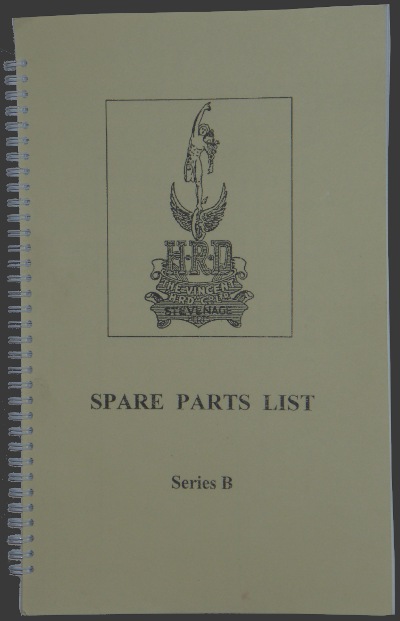 H·R·D
THE VINCENT
H·R·D· Cº Lᵀᴰ
STEVENAGE
SPARE PARTS LIST
Series B